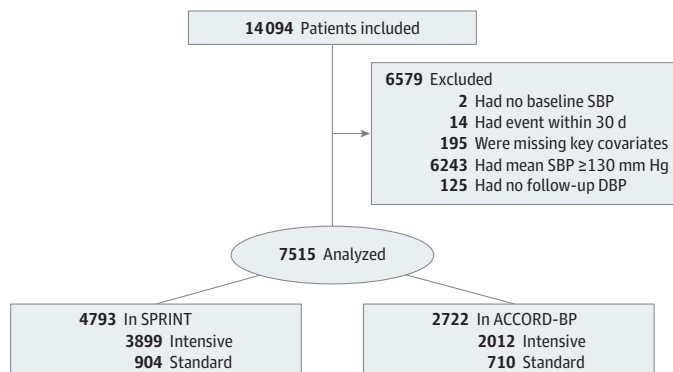 14094 Patients included
6579 Excluded
2 Had no baseline SBP
14 Had event within 30 d
195 Were missing key covariates
6243 Had mean SBP ≥130 mm Hg
125 Had no follow-up DBP
7515 Analyzed
4793 In SPRINT
3899 Intensive
904 Standard
2722 In ACCORD-BP
2012 Intensive
710 Standard